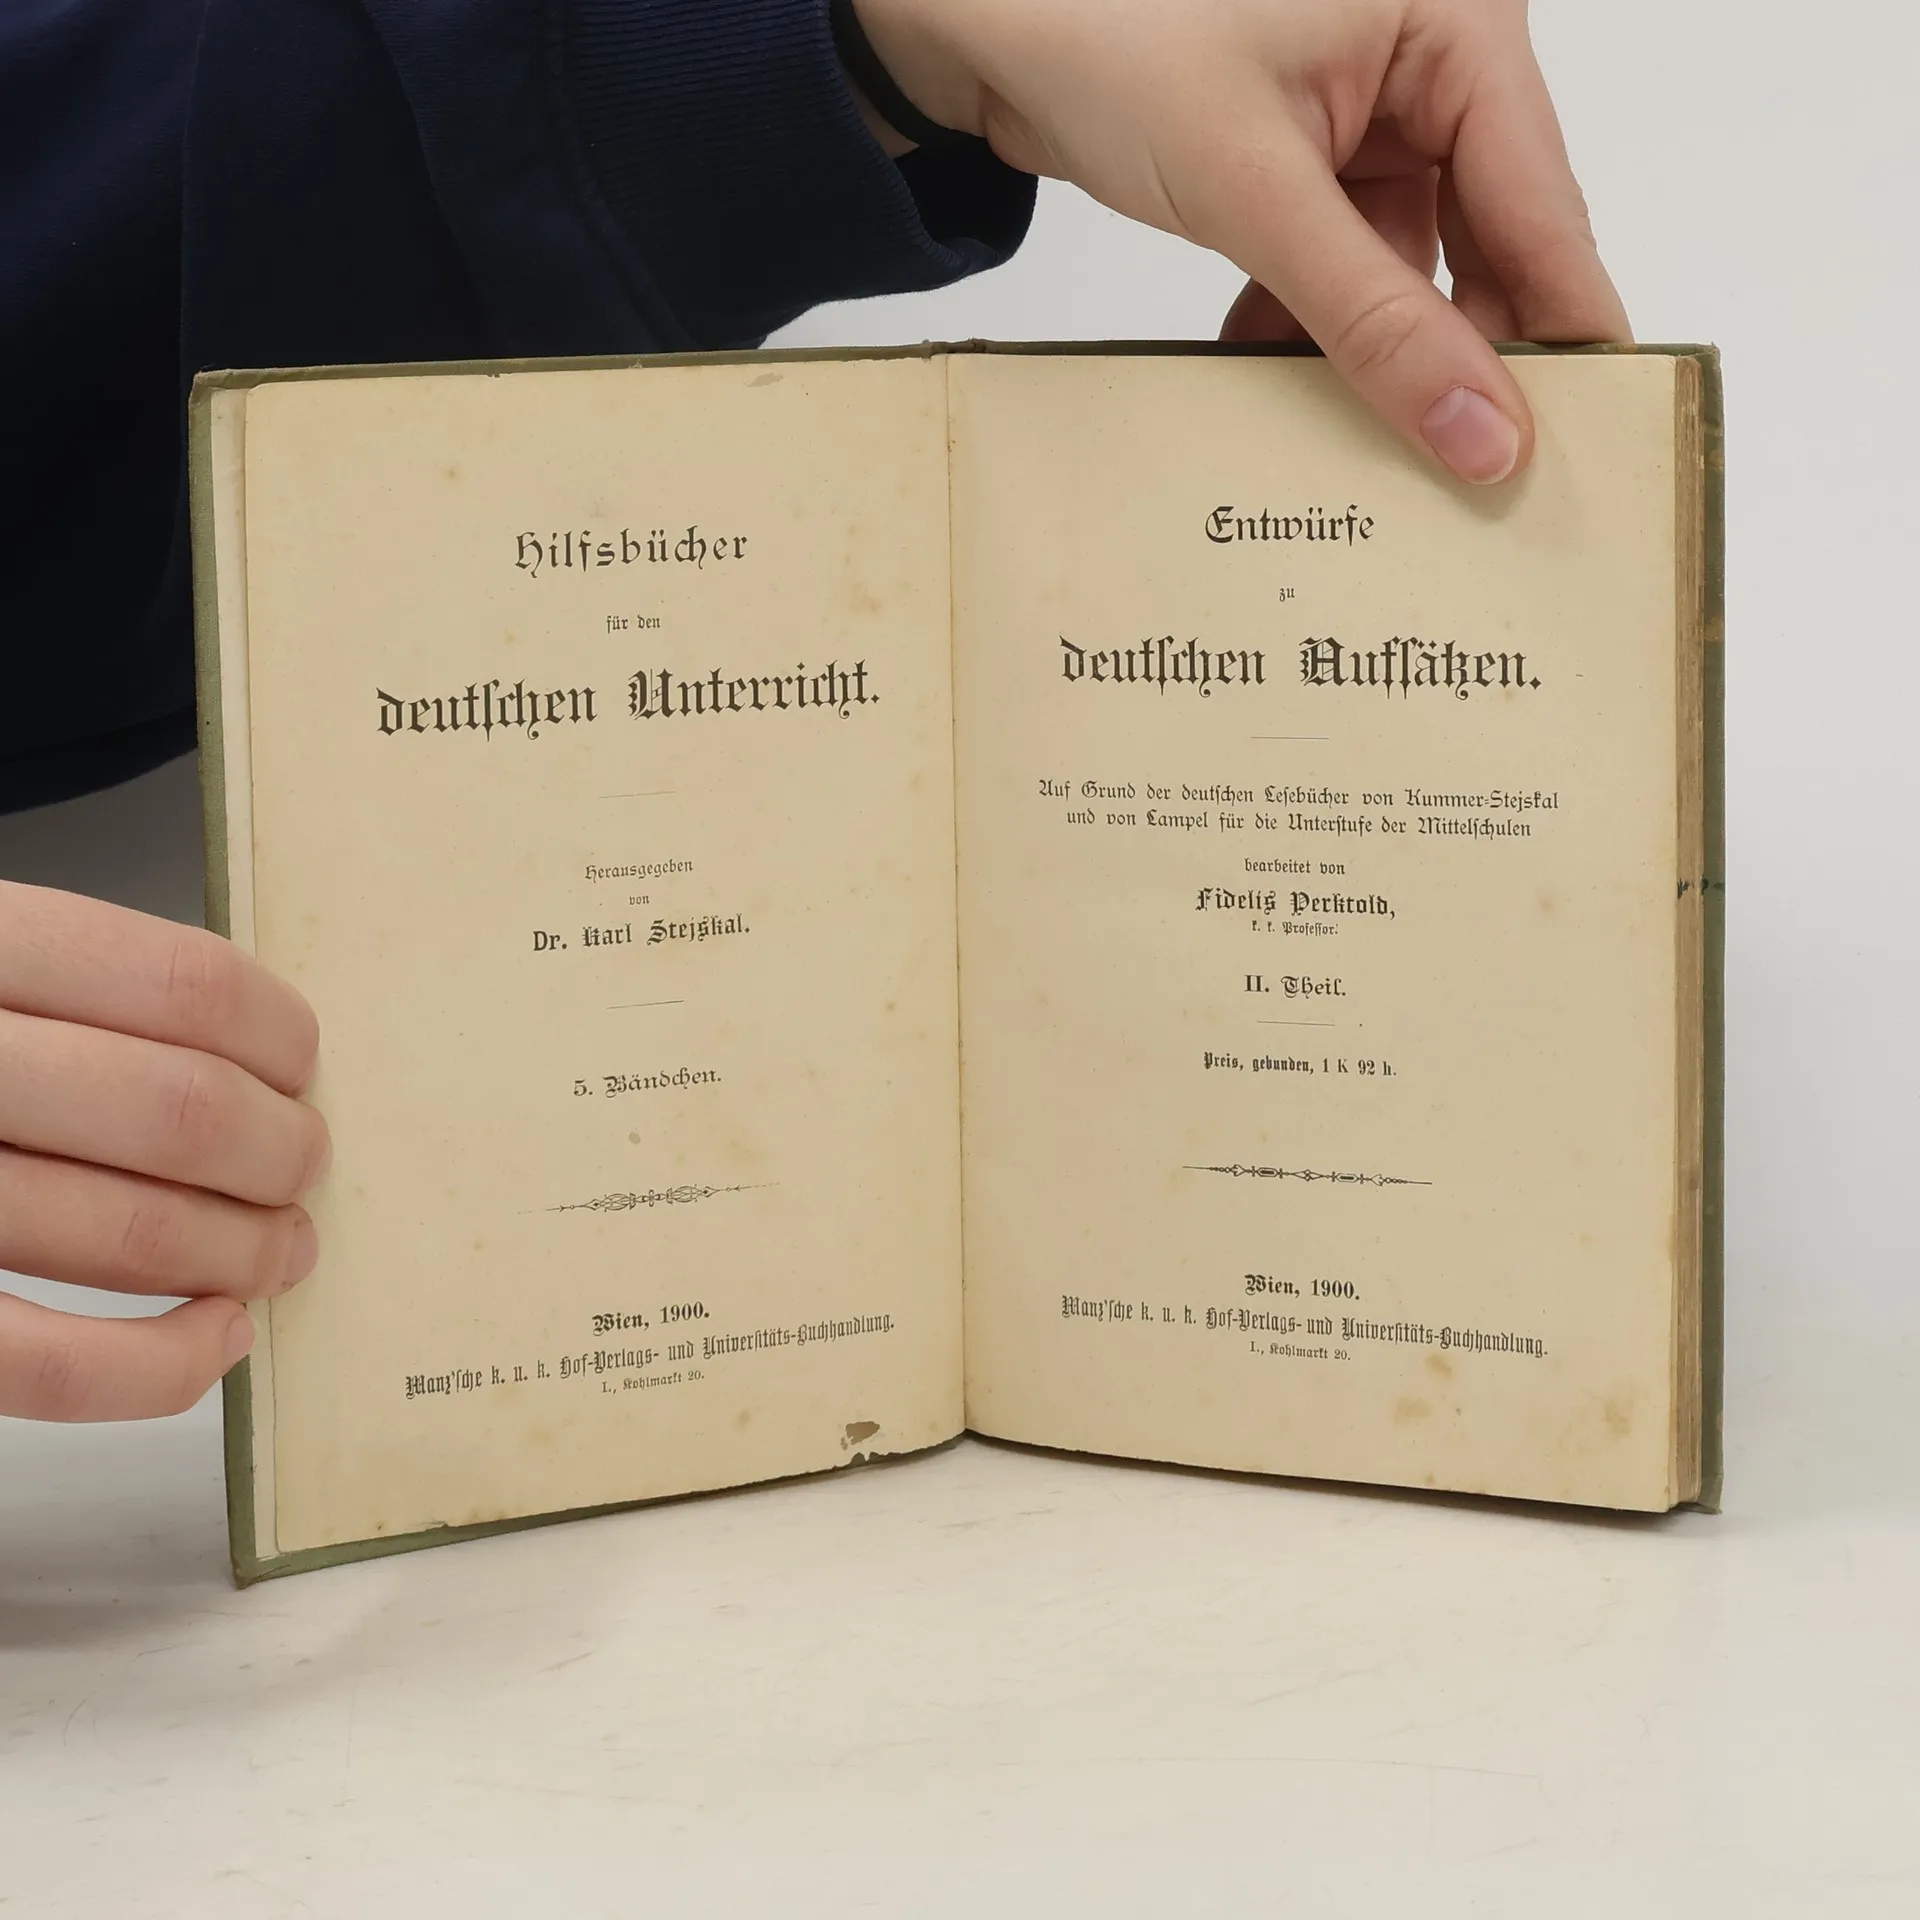 Hilfsbücher
für den
deutschen Unterricht.
Herausgegeben
von
Dr. Karl Stejskal.
5. Bändchen.
Wien, 1900.
Manz'sche k. u. k. Hof-Verlags- und Universitäts-Buchhandlung.
I., Kohlmarkt 20.
Entwürfe
zu
deutschen Aufsätzen.
Auf Grund der deutschen Lesebücher von Kummer-Stejskal
und von Lampel für die Unterstufe der Mittelschulen
bearbeitet von
Fidelis Perktold,
k. k. Professor.
II. Theil.
Preis, gebunden, 1 K 92 h.
Wien, 1900.
Manz'sche k. u. k. Hof-Verlags- und Universitäts-Buchhandlung.
I., Kohlmarkt 20.